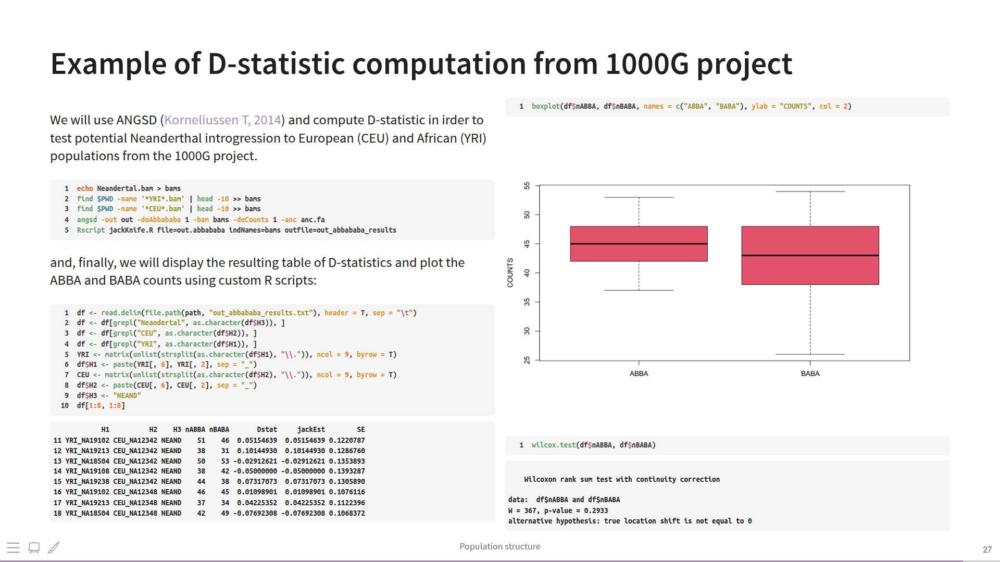 Example of D-statistic computation from 1000G project
We will use ANGSD (Korneliussen T, 2014) and compute D-statistic in irder to
test potential Neanderthal introgression to European (CEU) and African (YRI)
populations from the 1000G project.
1 echo Neandertal.bam > bams
2 find $PWD -name '*YRI*.bam' | head -10 >> bams
3 find $PWD -name '*CEU*.bam' | head -10 >> bams
4 angsd -out out -doAbbababa 1 -bam bams -doCounts 1 -anc anc.fa
5 Rscript jackKnife.R file=out.abbababa indNames=bams outfile=out_abbababa_results
and, finally, we will display the resulting table of D-statistics and plot the
ABBA and BABA counts using custom R scripts:
1 df <- read.delim(file.path(path, "out_abbababa_results.txt"), header = T, sep = "\t")
2 df <- df[grepl("Neandertal", as.character(df$H3)), ]
3 df <- df[grepl("CEU", as.character(df$H2)), ]
4 df <- df[grepl("YRI", as.character(df$H1)), ]
5 YRI <- matrix(unlist(strsplit(as.character(df$H1), "\\.")), ncol = 9, byrow = T)
6 df$H1 <- paste(YRI[, 6], YRI[, 2], sep = "_")
7 CEU <- matrix(unlist(strsplit(as.character(df$H2), "\\.")), ncol = 9, byrow = T)
8 df$H2 <- paste(CEU[, 6], CEU[, 2], sep = "_")
9 df$H3 <- "NEAND"
10 df[1:8, 1:8]
H1 H2 H3 nABBA nBABA Dstat jackEst SE
11 YRI_NA19102 CEU_NA12342 NEAND 51 46 0.05154639 0.05154639 0.1220787
12 YRI_NA19213 CEU_NA12342 NEAND 38 31 0.10144930 0.10144930 0.1286760
13 YRI_NA18504 CEU_NA12342 NEAND 50 53 -0.02912621 -0.02912621 0.1353893
14 YRI_NA19108 CEU_NA12342 NEAND 38 42 -0.05000000 -0.05000000 0.1393287
15 YRI_NA19238 CEU_NA12342 NEAND 44 38 0.07317073 0.07317073 0.1305890
16 YRI_NA19102 CEU_NA12348 NEAND 46 45 0.01098901 0.01098901 0.1076116
17 YRI_NA19213 CEU_NA12348 NEAND 37 34 0.04225352 0.04225352 0.1122396
18 YRI_NA18504 CEU_NA12348 NEAND 42 49 -0.07692308 -0.07692308 0.1068372
1 boxplot(df$nABBA, df$nBABA, names = c("ABBA", "BABA"), ylab = "COUNTS", col = 2)
55
50
45
40
35
30
25
COUNTS
ABBA BABA
1 wilcox.test(df$nABBA, df$nBABA)
Wilcoxon rank sum test with continuity correction
data: df$nABBA and df$nBABA
W = 367, p-value = 0.2933
alternative hypothesis: true location shift is not equal to 0
Population structure
27